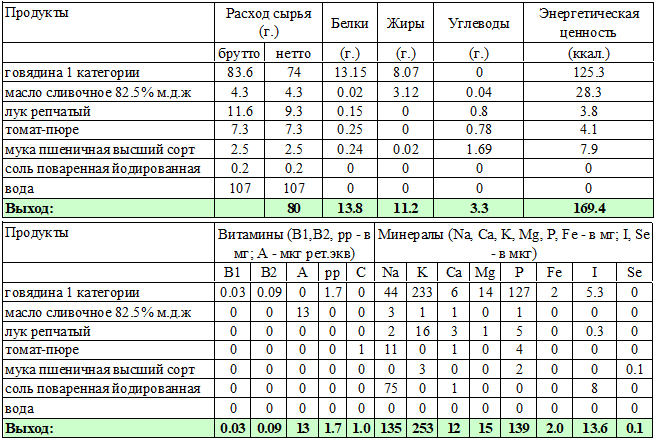 Продукты Расход сырья Белки Жиры Углеводы Энергетическая
(г.) ценность
брутто нетто (г.) (г.) (г.) (ккал.)
говядина 1 категории 83.6 74 13.15 8.07 0 125.3
масло сливочное 82.5% м.д.ж 4.3 4.3 0.02 3.12 0.04 28.3
лук репчатый 11.6 9.3 0.15 0 0.8 3.8
томат-пюре 7.3 7.3 0.25 0 0.78 4.1
мука пшеничная высший сорт 2.5 2.5 0.24 0.02 1.69 7.9
соль поваренная йодированная 0.2 0.2 0 0 0 0
вода 107 107 0 0 0 0
Выход: 80 13.8 11.2 3.3 169.4
Продукты Витамины (В1,В2, рр - в Минералы (Na, Ca, K, Mg, P, Fe - в мг; I, Se
мг; А - мкг рет.экв) - в мкг)
В1 В2 А рр С Na K Ca Mg P Fe I Se
говядина 1 категории 0.03 0.09 0 1.7 0 44 233 6 14 127 2 5.3 0
масло сливочное 82.5% м.д.ж 0 0 13 0 0 3 1 1 0 1 0 0 0
лук репчатый 0 0 0 0 0 2 16 3 1 5 0 0.3 0
томат-пюре 0 0 0 0 1 11 0 1 0 4 0 0 0
мука пшеничная высший сорт 0 0 0 0 0 0 3 0 0 2 0 0 0.1
соль поваренная йодированная 0 0 0 0 0 75 0 1 0 0 0 8 0
вода 0 0 0 0 0 0 0 0 0 0 0 0 0
Выход: 0.03 0.09 13 1.7 1.0 135 253 12 15 139 2.0 13.6 0.1